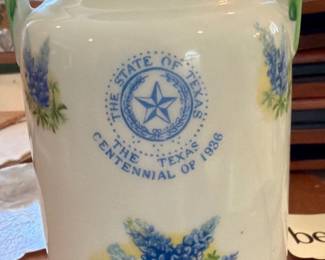 THE STATE OF TEXAS
THE TEXAS
CENTENNIAL OF 1936
be